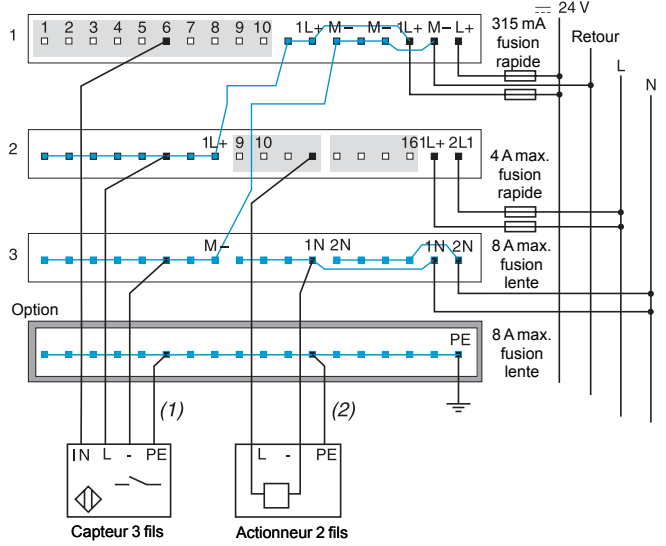 24 V
1 2 3 4 5 6 7 8 9 10 1L+ M– M– 1L+ M– L+
1
315 mA
fusion
rapide
Retour
L
N
2
1L+ 9 10 16 1L+ 2L1
4 A max.
fusion
rapide
3
M– 1N 2N 1N 2N
8 A max.
fusion
lente
Option
PE
8 A max.
fusion
lente
(1)
(2)
IN L - PE
L - PE
Capteur 3 fils
Actionneur 2 fils